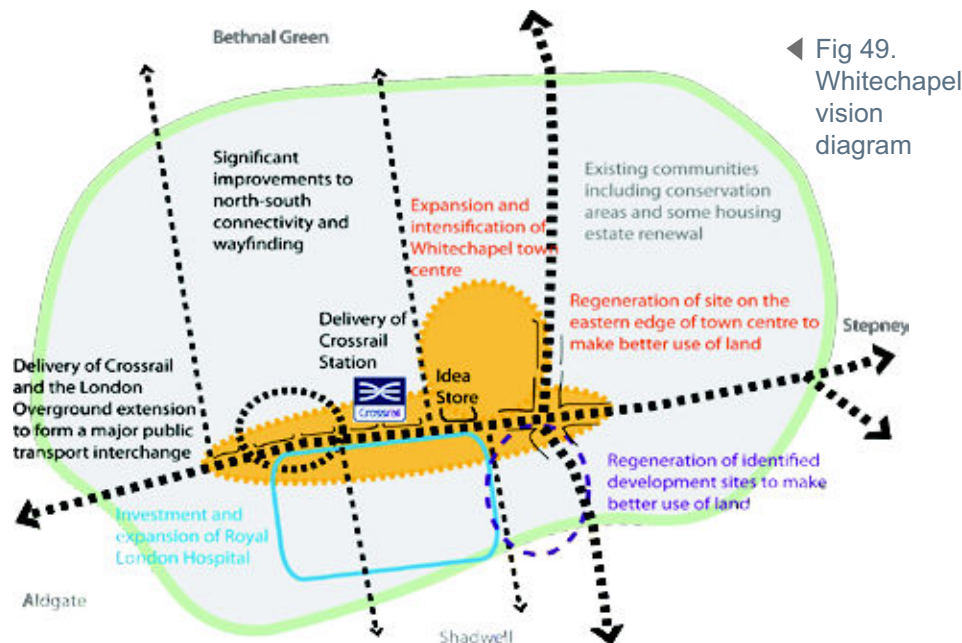 Bethnal Green
Fig 49.
Whitechapel
vision
diagram
Significant
improvements to
north-south
connectivity and
wayfinding
Expansion and
intensification of
Whitechapel town
centre
Existing communities
including conservation
areas and some housing
estate renewal
Delivery of
Crossrail
Station
Crossrail
Idea
Store
Regeneration of site on the
eastern edge of town centre to
make better use of land
Stepney
Delivery of Crossrail
and the London
Overground extension
to form a major public
transport interchange
Regeneration of identified
development sites to make
better use of land
Investment and
expansion of Royal
London Hospital
Aldgate
Shadwell